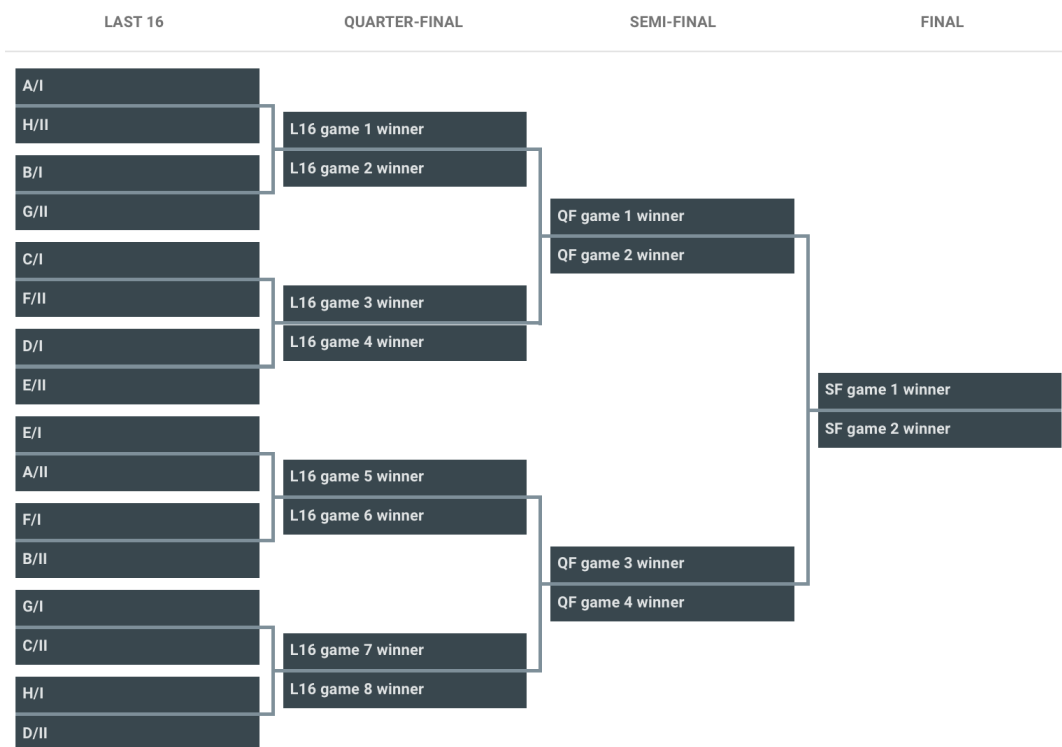 LAST 16
QUARTER-FINAL
SEMI-FINAL
FINAL
A/I
H/II
B/I
G/II
C/I
F/II
D/I
E/II
E/I
A/II
F/I
B/II
G/I
C/II
H/I
D/II
L16 game 1 winner
L16 game 2 winner
L16 game 3 winner
L16 game 4 winner
L16 game 5 winner
L16 game 6 winner
L16 game 7 winner
L16 game 8 winner
QF game 1 winner
QF game 2 winner
QF game 3 winner
QF game 4 winner
SF game 1 winner
SF game 2 winner